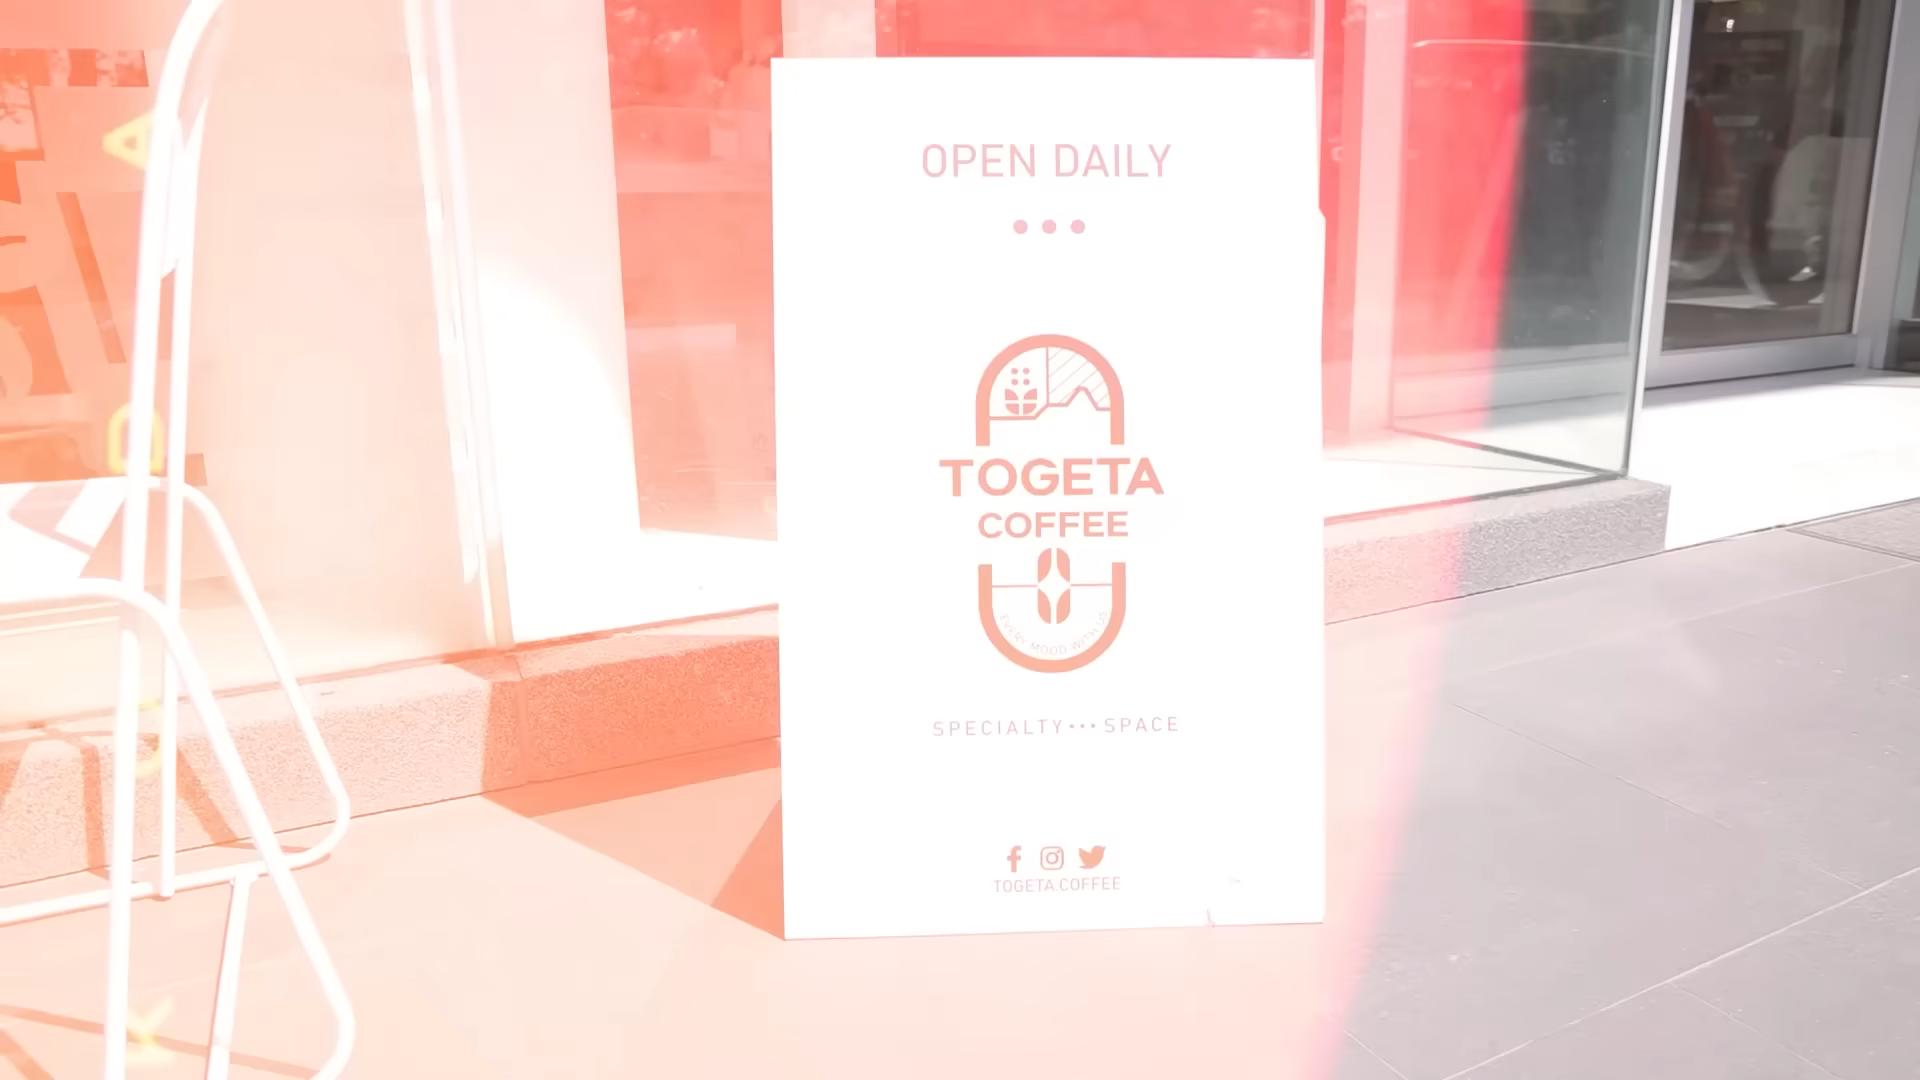 OPEN DAILY
TOGETA
COFFEE
EVERY MOOD WITH US
SPECIALTY•••SPACE
TOGETA.COFFEE